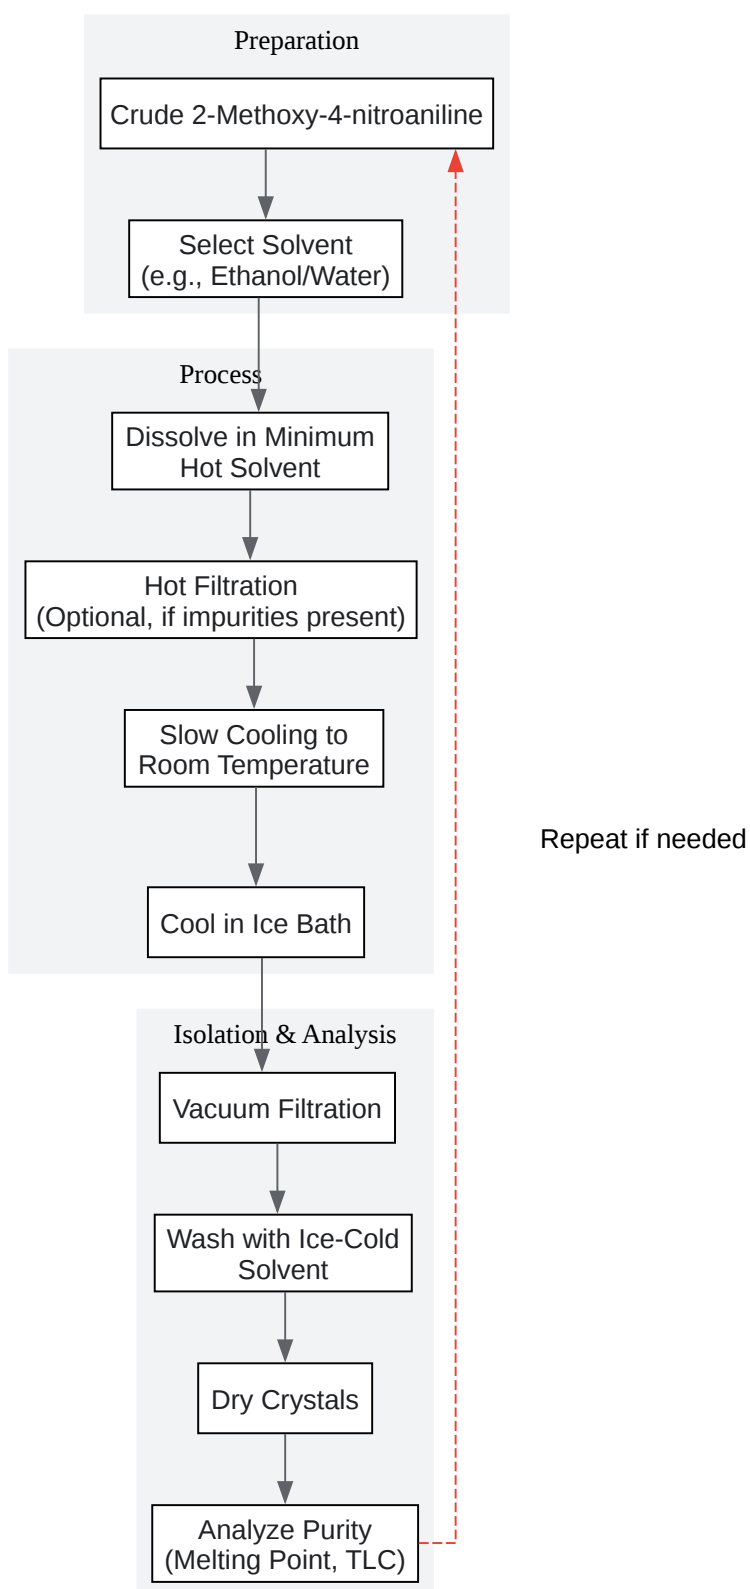 Preparation
Crude 2-Methoxy-4-nitroaniline
Select Solvent
(e.g., Ethanol/Water)
Process
Dissolve in Minimum
Hot Solvent
Hot Filtration
(Optional, if impurities present)
Slow Cooling to
Room Temperature
Repeat if needed
Cool in Ice Bath
Isolation & Analysis
Vacuum Filtration
Wash with Ice-Cold
Solvent
Dry Crystals
Analyze Purity
(Melting Point, TLC)